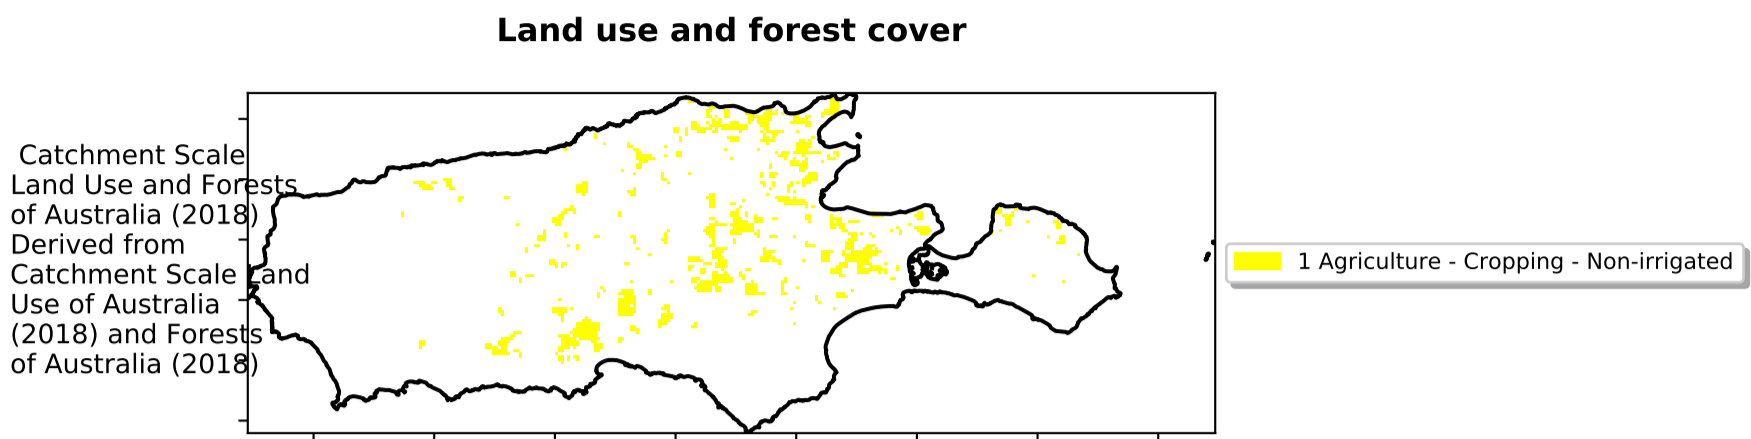 Land use and forest cover
Catchment Scale
Land Use and Forests
of Australia (2018)
Derived from
Catchment Scale Land
Use of Australia
(2018) and Forests
of Australia (2018)
1 Agriculture - Cropping - Non-irrigated